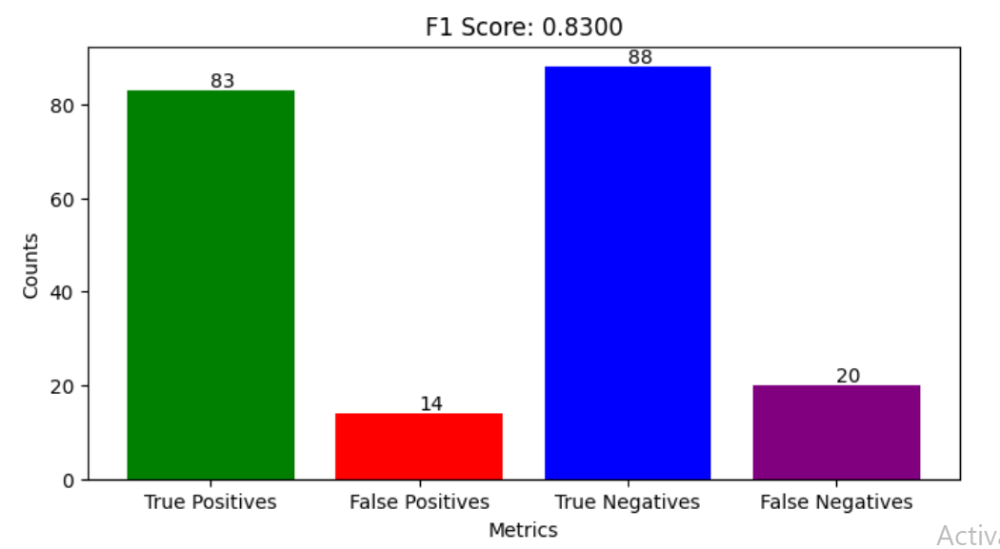 F1 Score: 0.8300
88
83
80
60
40
20
0
20
14
Counts
True Positives False Positives True Negatives False Negatives
Metrics